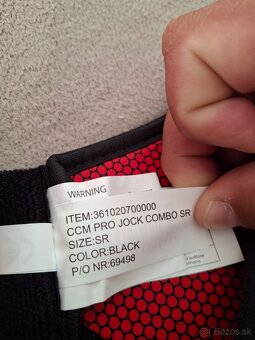 WARNING
ITEM:361020700000
CCM PRO JOCK COMBO SR
SIZE:SR
COLOR:BLACK
P/O NR:69498
bazos.sk